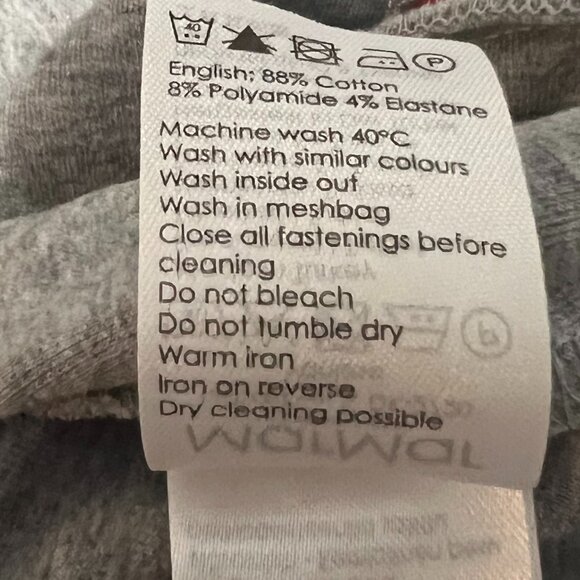 40
P
English: 88% Cotton
8% Polyamide 4% Elastane
Machine wash 40°C
Wash with similar colours
Wash inside out
Wash in meshbag
Close all fastenings before
cleaning
Do not bleach
Do not tumble dry
Warm iron
Iron on reverse
Dry cleaning possible